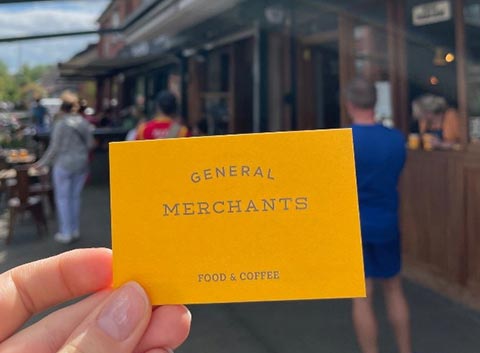 GENERAL
MERCHANTS
FOOD & COFFEE